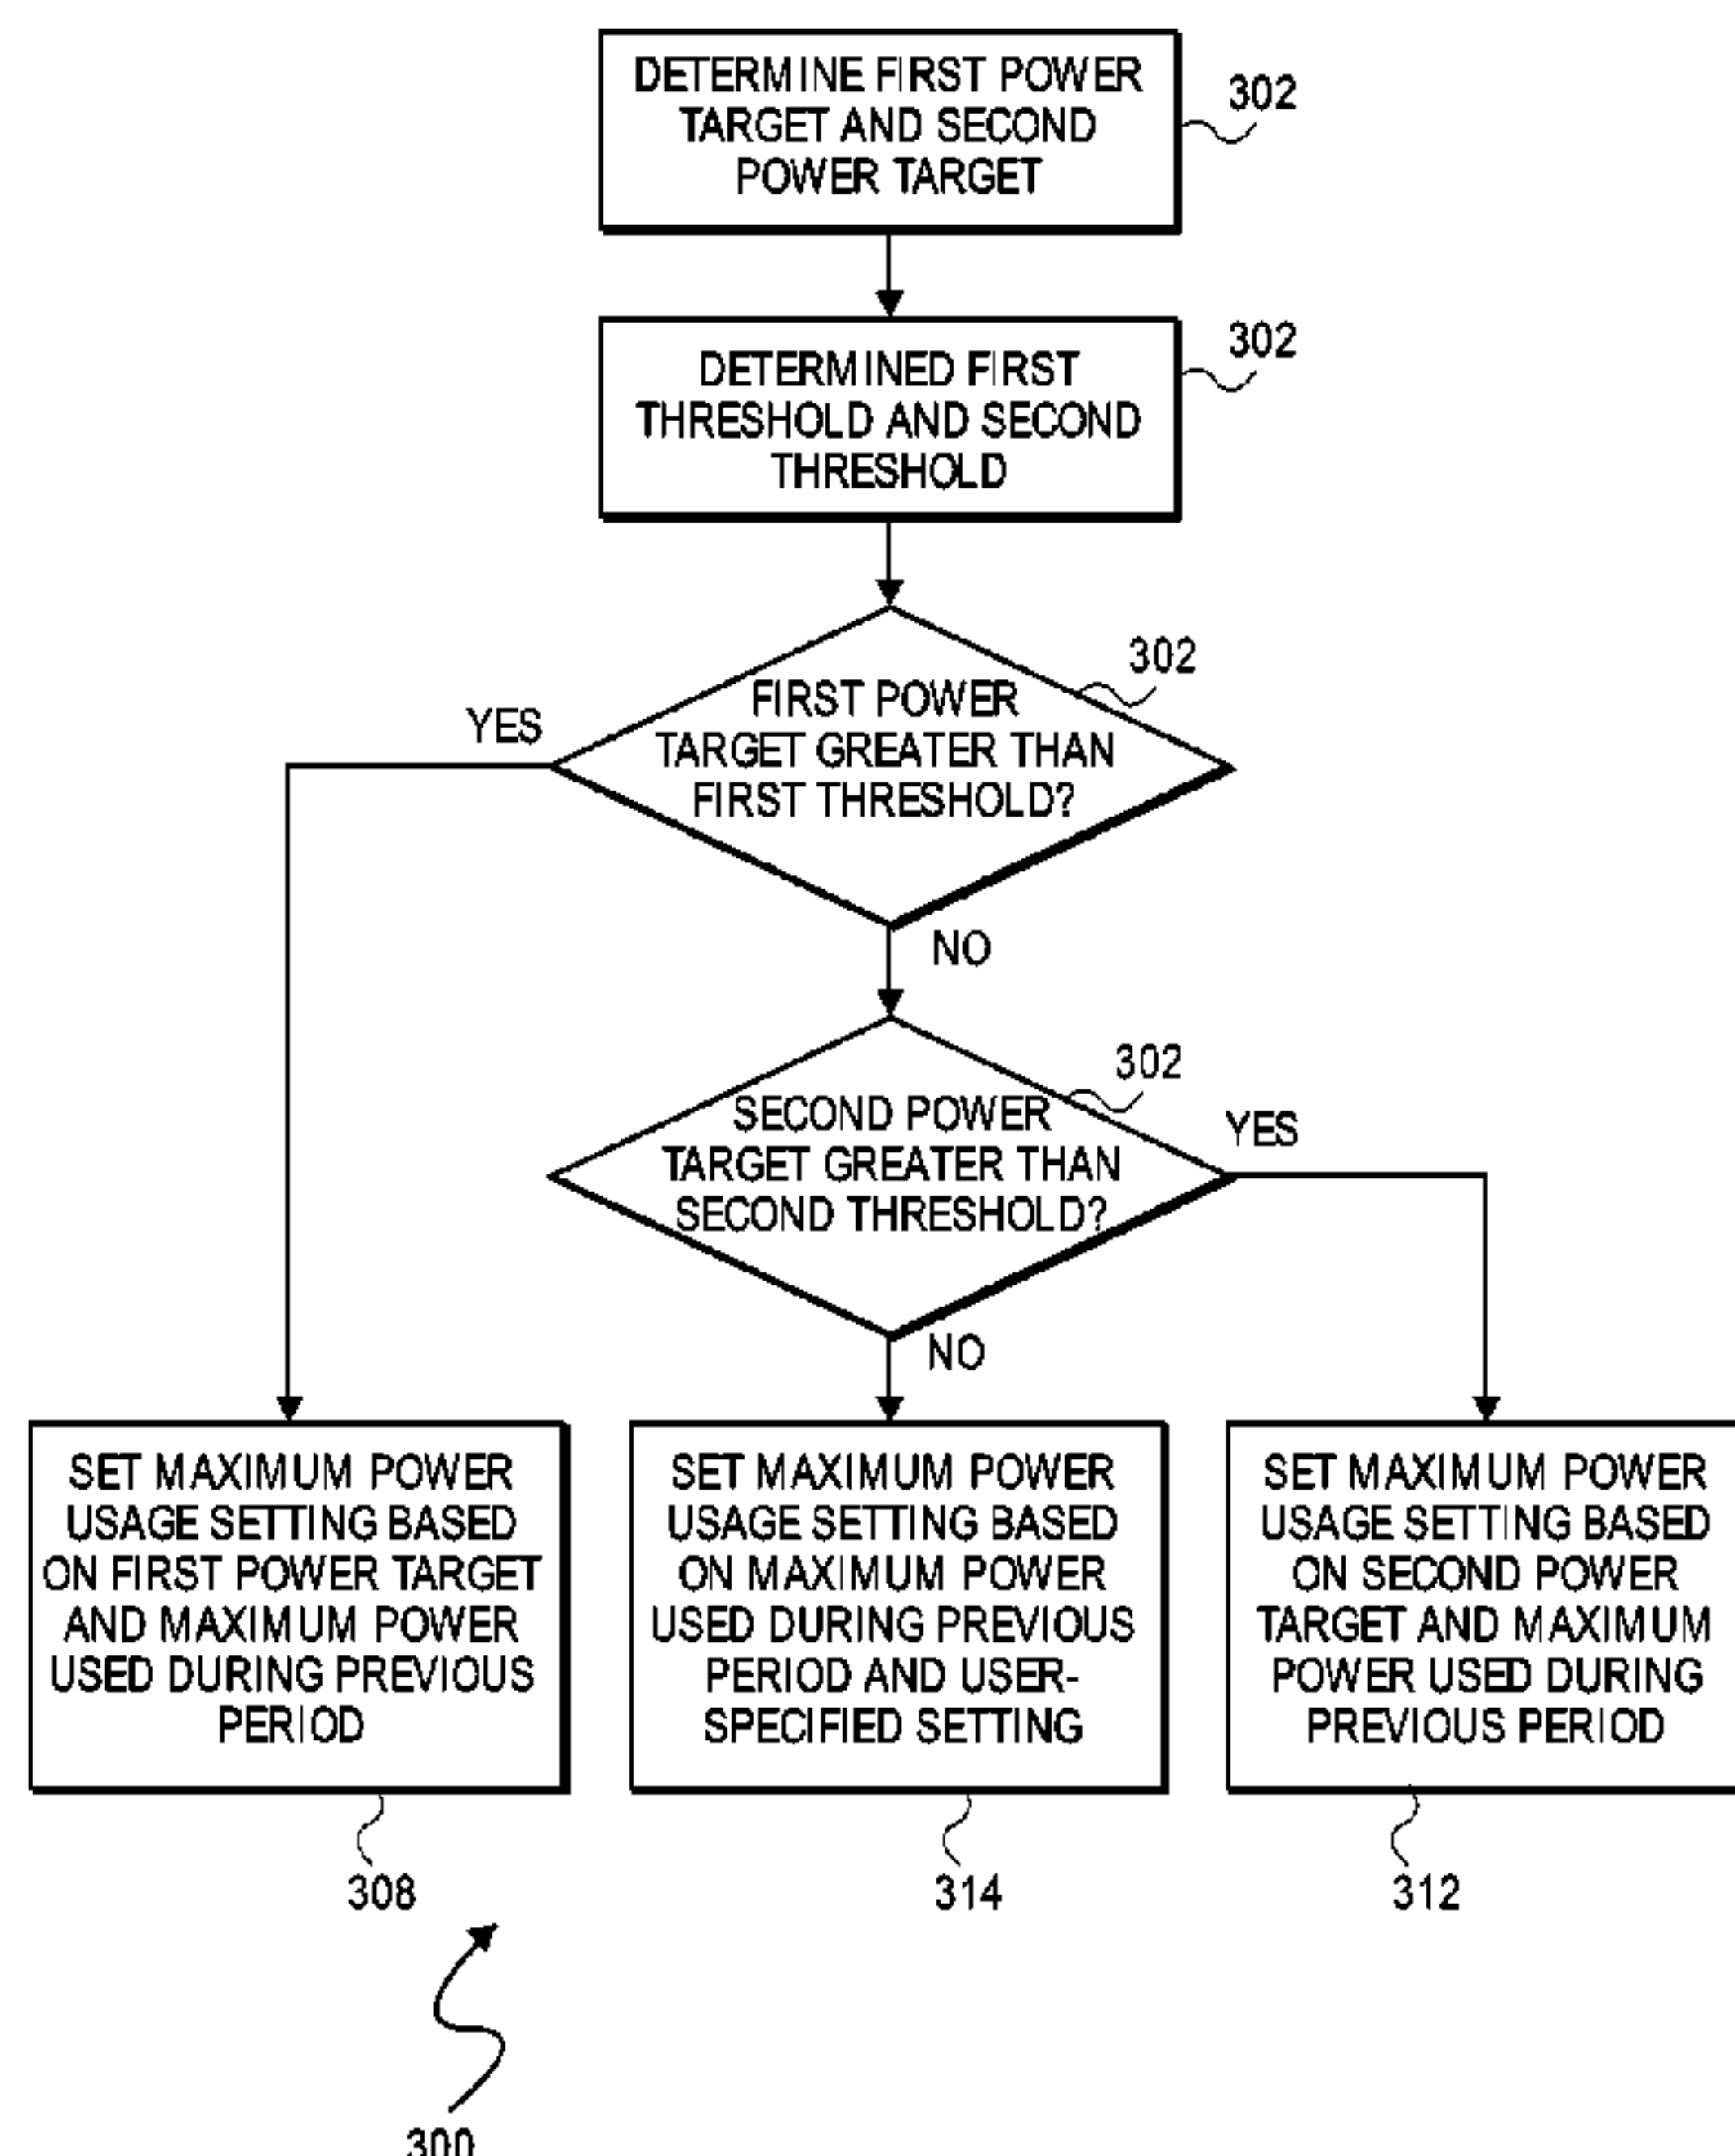 DETERMINE FIRST POWER
TARGET AND SECOND
POWER TARGET
302
DETERMINED FIRST
THRESHOLD AND SECOND
THRESHOLD
302
FIRST POWER
TARGET GREATER THAN
FIRST THRESHOLD?
302
YES
NO
SECOND POWER
TARGET GREATER THAN
SECOND THRESHOLD?
302
YES
NO
SET MAXIMUM POWER
USAGE SETTING BASED
ON FIRST POWER TARGET
AND MAXIMUM POWER
USED DURING PREVIOUS
PERIOD
308
SET MAXIMUM POWER
USAGE SETTING BASED
ON MAXIMUM POWER
USED DURING PREVIOUS
PERIOD AND USER-
SPECIFIED SETTING
314
SET MAXIMUM POWER
USAGE SETTING BASED
ON SECOND POWER
TARGET AND MAXIMUM
POWER USED DURING
PREVIOUS PERIOD
312
300